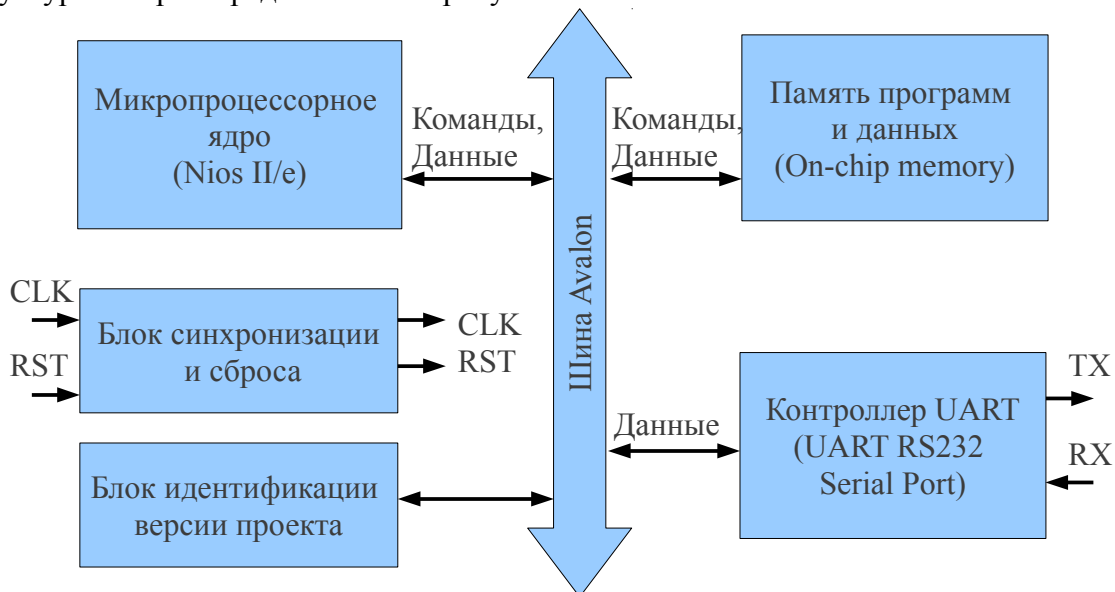 Микропроцессорное
ядро
(Nios II/e)
Команды,
Данные
Команды,
Данные
Память программ
и данных
(On-chip memory)
Шина Avalon
CLK
RST
Блок синхронизации
и сброса
CLK
RST
Блок идентификации
версии проекта
Данные
Контроллер UART
(UART RS232
Serial Port)
TX
RX